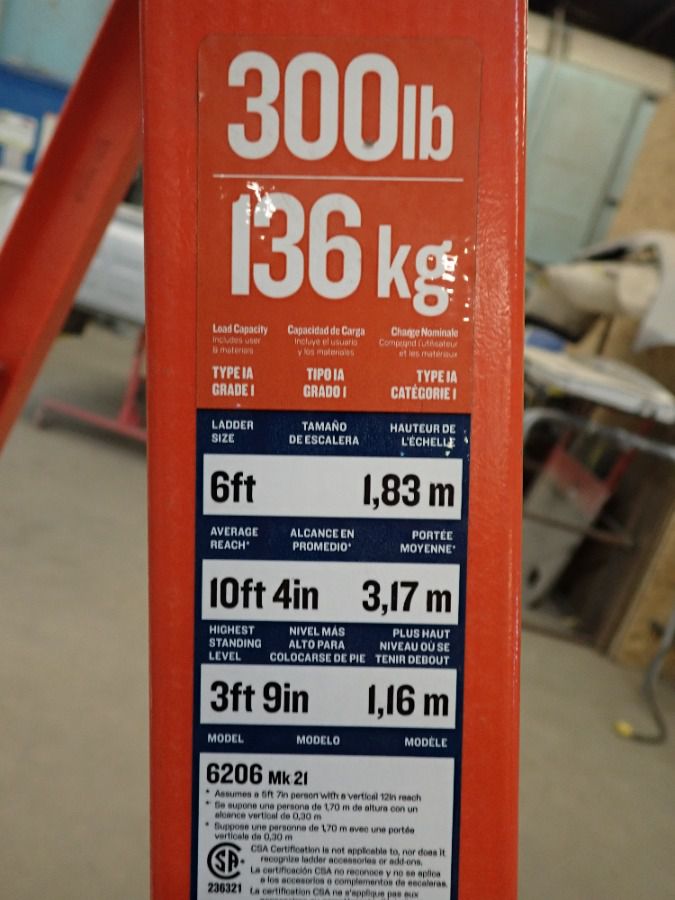 300lb
136 kg
Load Capacity
Includes user
& materials
Capacidad de Carga
Incluye el usuario
y los materiales
Charge Nominale
Comprend l'utilisateur
et les matériaux
TYPE IA
GRADE I
TIPO IA
GRADO I
TYPE IA
CATÉGORIE I
LADDER
SIZE
TAMAÑO
DE ESCALERA
HAUTEUR DE
L'ÉCHELLE
6ft 1,83 m
AVERAGE
REACH*
ALCANCE EN
PROMEDIO*
PORTÉE
MOYENNE*
10ft 4in 3,17 m
HIGHEST
STANDING
LEVEL
NIVEL MÁS
ALTO PARA
COLOCARSE DE PIE
PLUS HAUT
NIVEAU OÙ SE
TENIR DEBOUT
3ft 9in 1,16 m
MODEL MODELO MODÈLE
6206 Mk 21
* Assumes a 5ft 7in person with a vertical 12in reach
* Se supone una persona de 1,70 m de altura con un
alcance vertical de 0,30 m
* Suppose une personne de 1,70 m avec une portée
verticale de 0,30 m
CSA
236321
CSA Certification is not applicable to, nor does it
recognize ladder accessories or add-ons.
La certificación CSA no reconoce y no se aplica
a los accesorios o complementos de escaleras.
La certification CSA ne s'applique pas aux